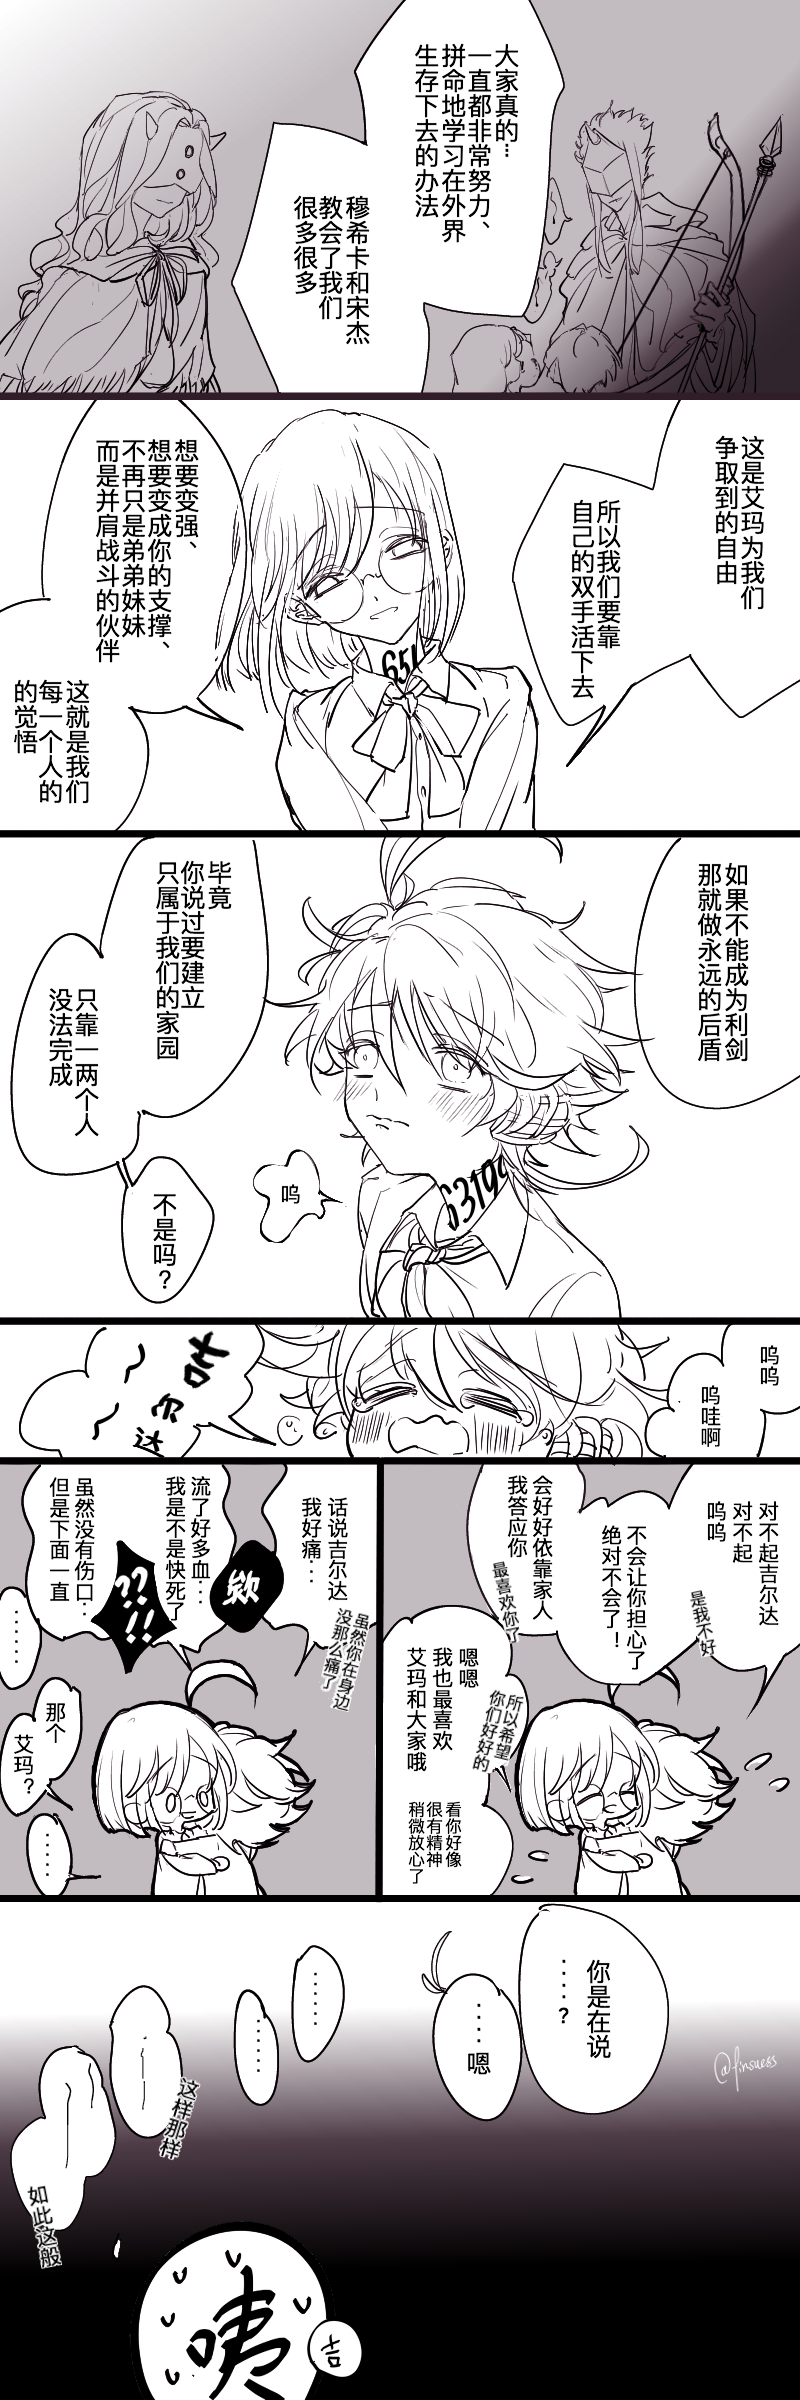 大家真的…
一直都非常努力、
拼命地学习在外界
生存下去的办法
穆希卡和宋杰
教会了我们
很多很多
这是艾玛为我们
争取到的自由
所以我们要靠
自己的双手活下去
651
想要变强、
想要变成你的支撑、
不再只是弟弟妹妹
而是并肩战斗的伙伴
这就是我们
每一个人的
的觉悟
如果不能成为利剑
那就做永远的后盾
毕竟
你说过要建立
只属于我们的家园
只靠一两个人
没法完成
不是吗？
呜
63194
呜呜
呜哇啊
吉
尔
达
～
～
对不起吉尔达
对不起
呜呜
是我不好
不会让你担心了
绝对不会了！
会好好依靠家人
我答应你
最喜欢你了
嗯嗯
我也最喜欢
艾玛和大家哦
所以希望
你们好好的
看你好像
很有精神
稍微放心了
话说吉尔达
我好痛...
虽然你在身边
没那么痛了
欸
流了好多血...
我是不是快死了
??!!
虽然没有伤口..
但是下面一直
......
那个
艾玛？
.....
你是在说
....？
....嗯
.....
.....
这样那样
如此这般
咦
吉
@finsuess